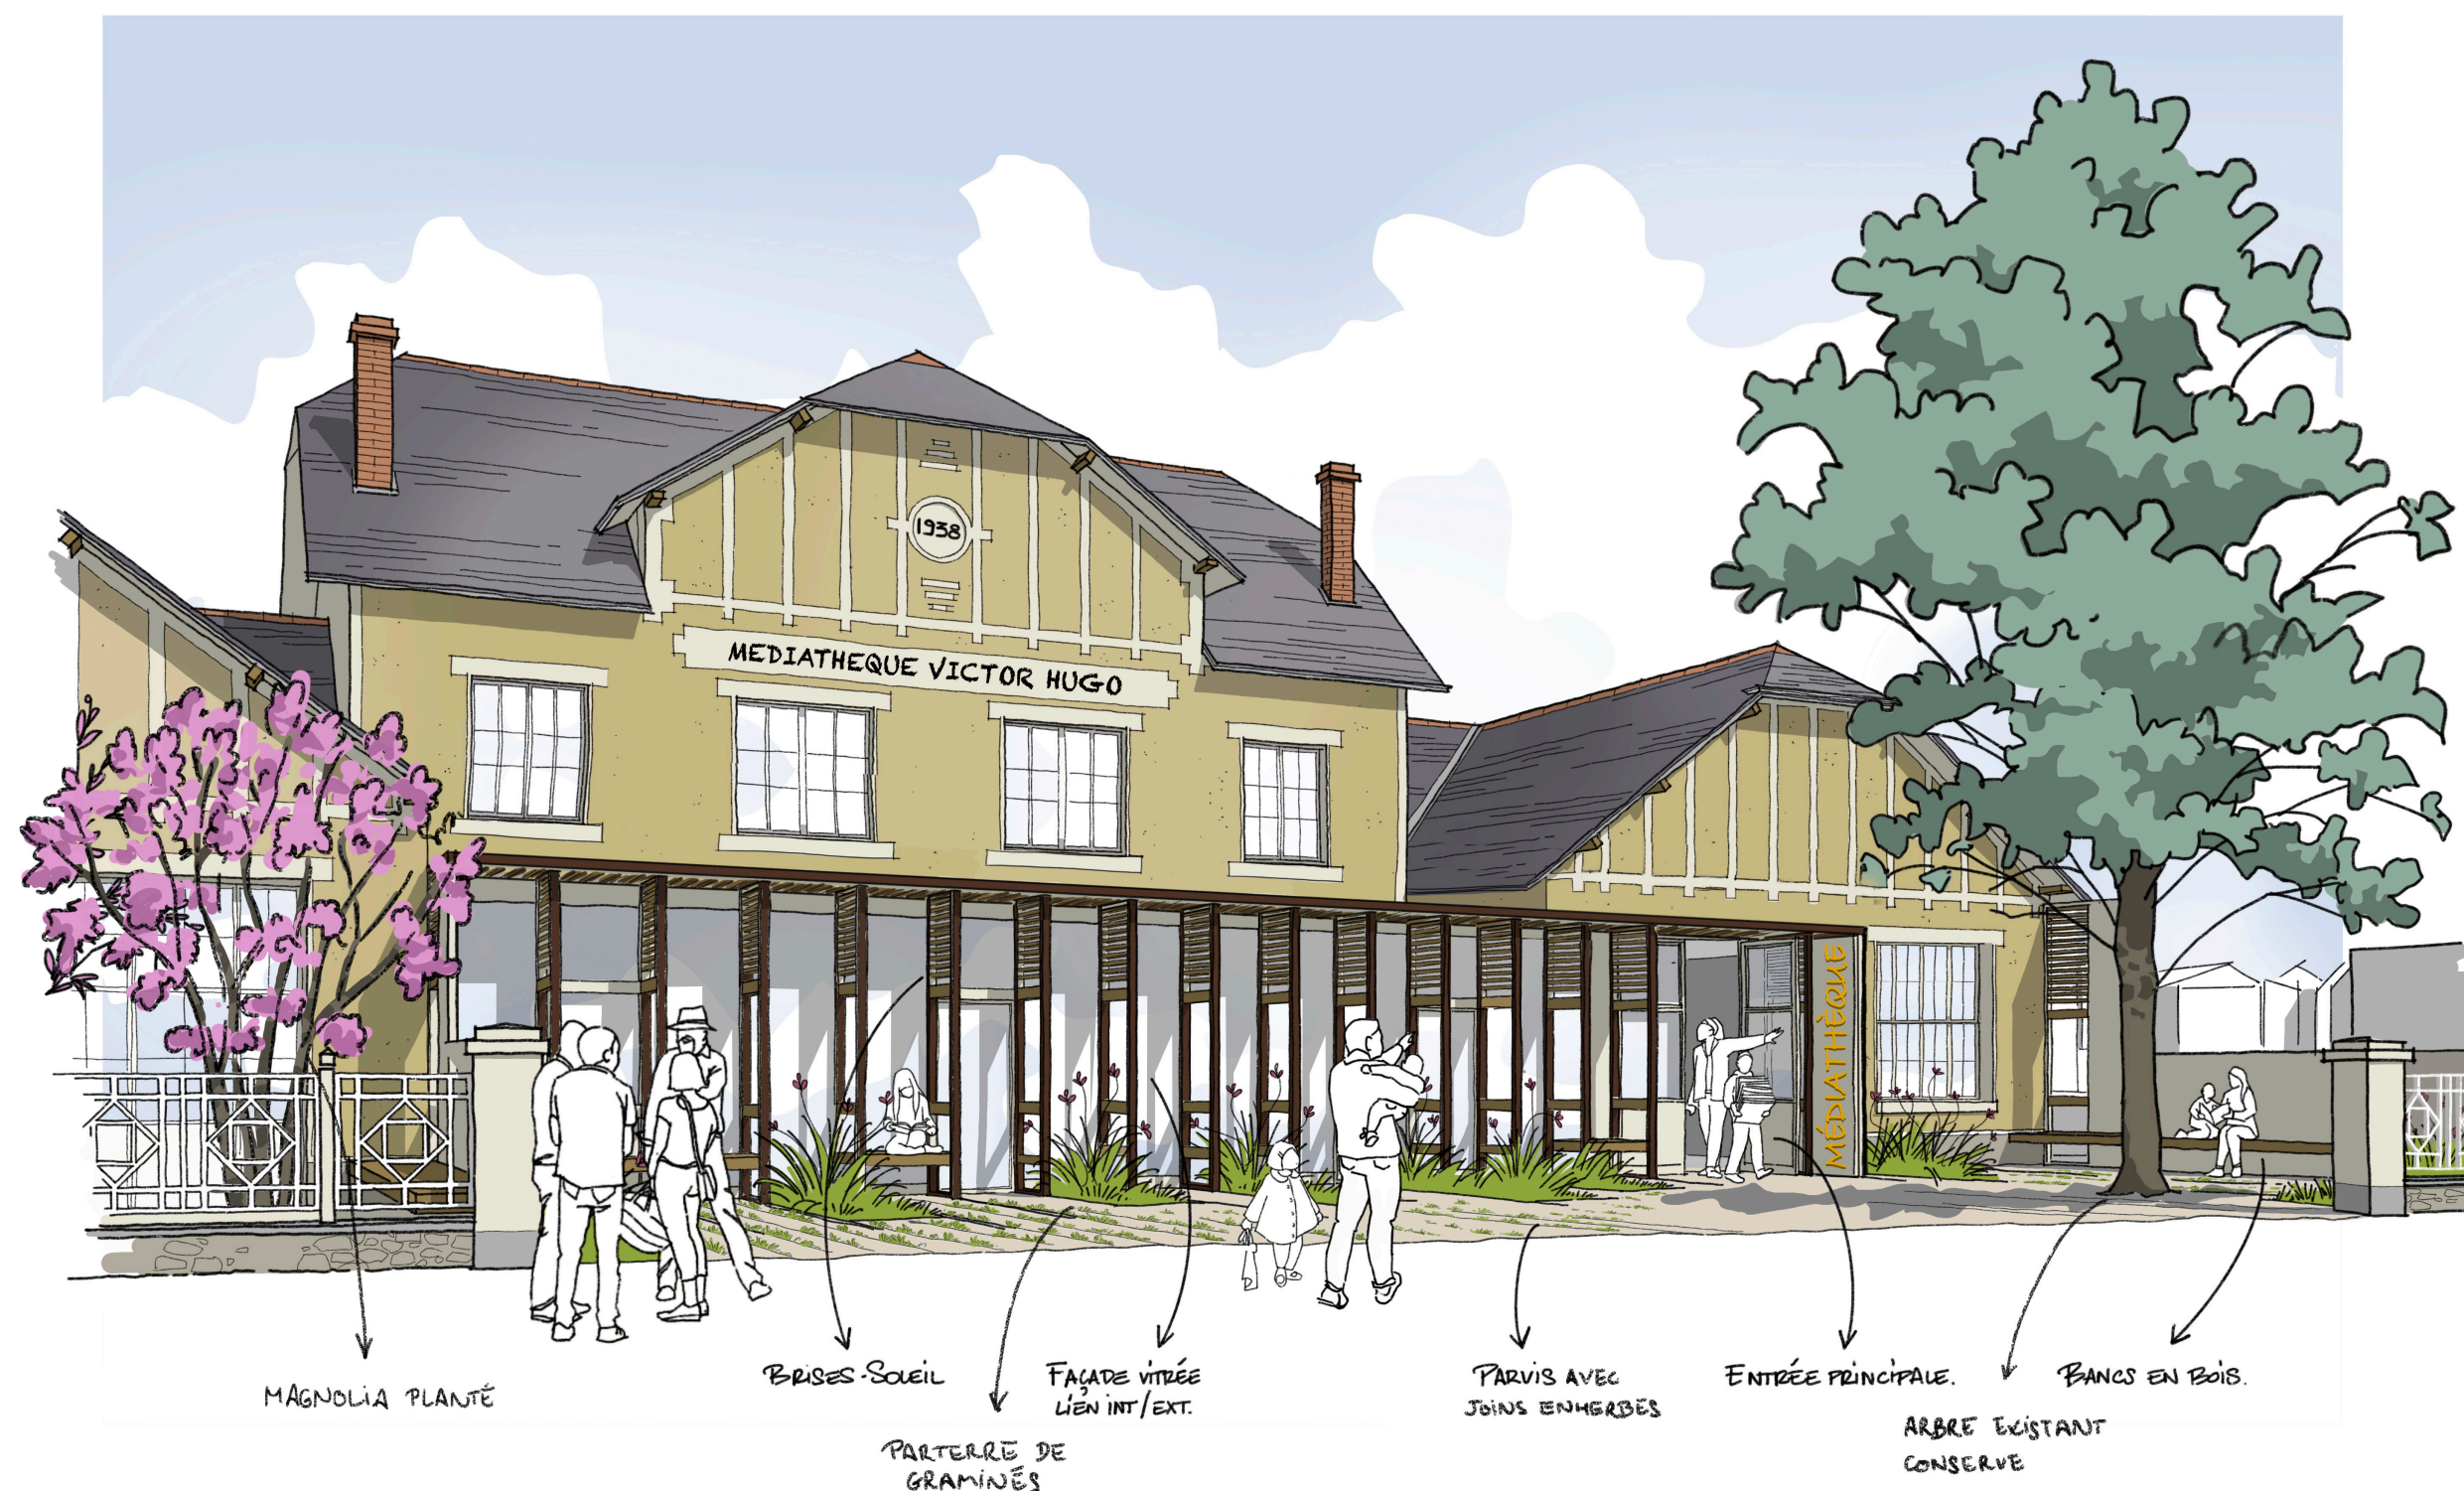 1938
MEDIATHEQUE VICTOR HUGO
MÉDIATHÈQUE
MAGNOLIA PLANTÉ
BRISES-SOLEIL
PARTERRE DE
GRAMINÉS
FAÇADE VITRÉE
LIEN INT/EXT.
PARVIS AVEC
JOINS ENHERBÉS
ENTRÉE PRINCIPALE.
ARBRE EXISTANT
CONSERVE
BANCS EN BOIS.